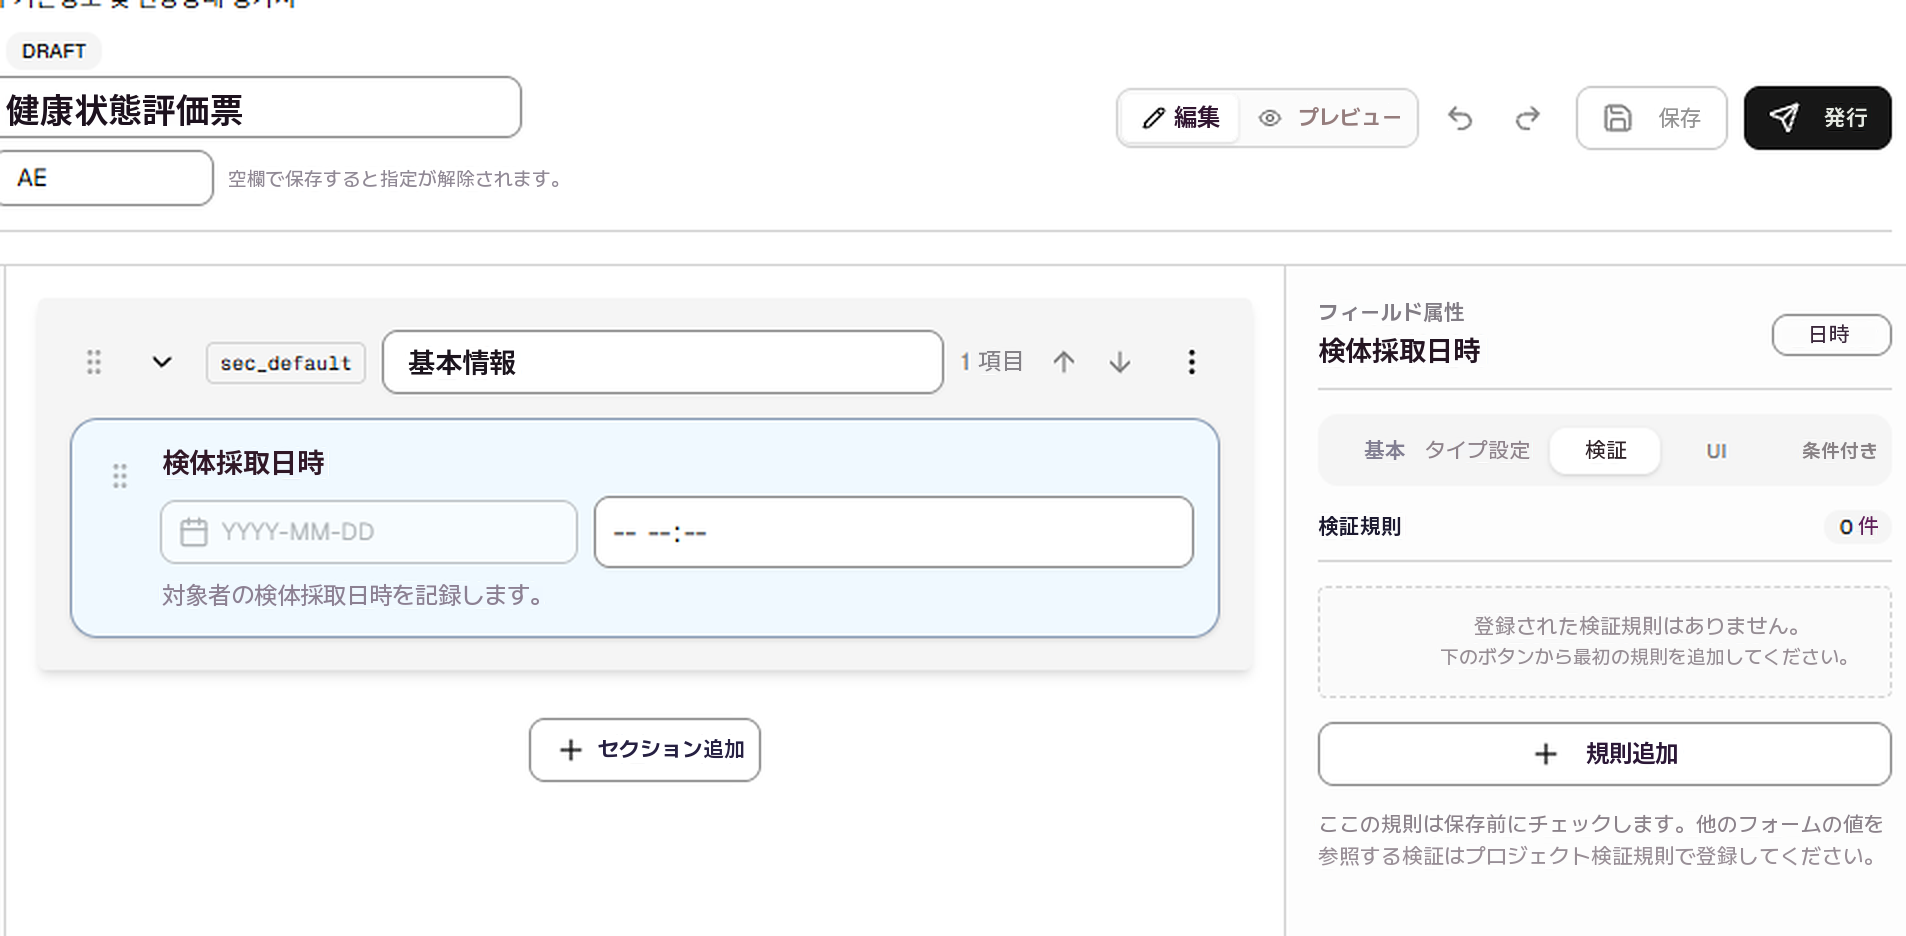 DRAFT
健康状態評価票
編集 プレビュー 保存 発行
AE 空欄で保存すると指定が解除されます。
sec_default 基本情報 1 項目
検体採取日時
YYYY-MM-DD -- --:--
対象者の検体採取日時を記録します。
セクション追加
フィールド属性
検体採取日時 日時
基本 タイプ設定 検証 UI 条件付き
検証規則 0 件
登録された検証規則はありません。
下のボタンから最初の規則を追加してください。
規則追加
ここの規則は保存前にチェックします。他のフォームの値を
参照する検証はプロジェクト検証規則で登録してください。